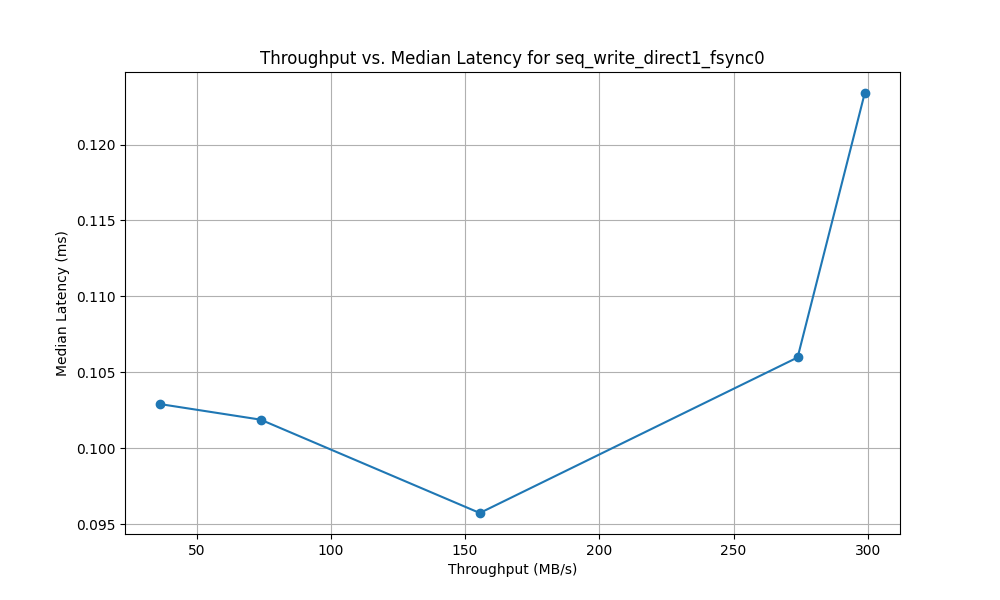 Throughput vs. Median Latency for seq_write_direct1_fsync0
0.120
0.115
0.110
0.105
0.100
0.095
Median Latency (ms)
50 100 150 200 250 300
Throughput (MB/s)